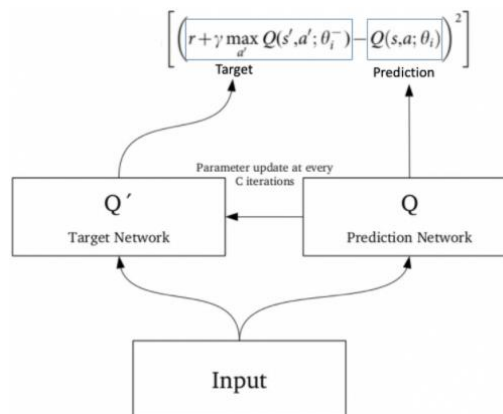 [(r + γ max_{a'} Q(s′,a′;θ_i^-) − Q(s,a;θ_i))^2]
Target
Prediction
Parameter update at every
C iterations
Q′
Target Network
Q
Prediction Network
Input